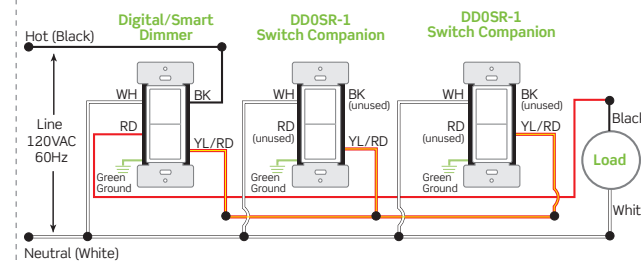 Digital/Smart
Dimmer
DD0SR-1
Switch Companion
DD0SR-1
Switch Companion
Hot (Black)
WH
BK
RD
YL/RD
Green
Ground
WH
BK
(unused)
RD
(unused)
YL/RD
Green
Ground
WH
BK
(unused)
RD
(unused)
YL/RD
Green
Ground
Line
120VAC
60Hz
Black
Load
Whit
Neutral (White)